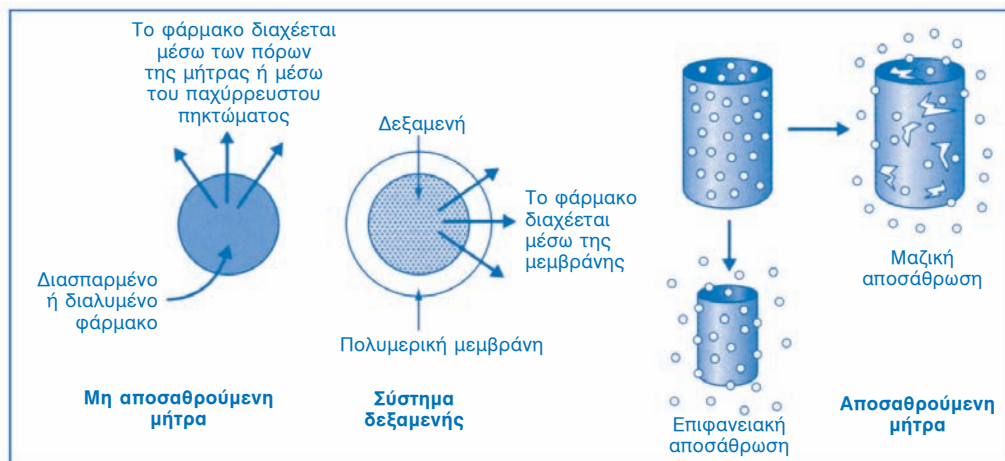 Το φάρμακο διαχέεται
μέσω των πόρων
της μήτρας ή μέσω
του παχύρρευστου
πηκτώματος
Διασπαρμένο
ή διαλυμένο
φάρμακο
Μη αποσαθρούμενη
μήτρα
Δεξαμενή
Το φάρμακο
διαχέεται
μέσω της
μεμβράνης
Πολυμερική μεμβράνη
Σύστημα
δεξαμενής
Μαζική
αποσάθρωση
Επιφανειακή
αποσάθρωση
Αποσαθρούμενη
μήτρα